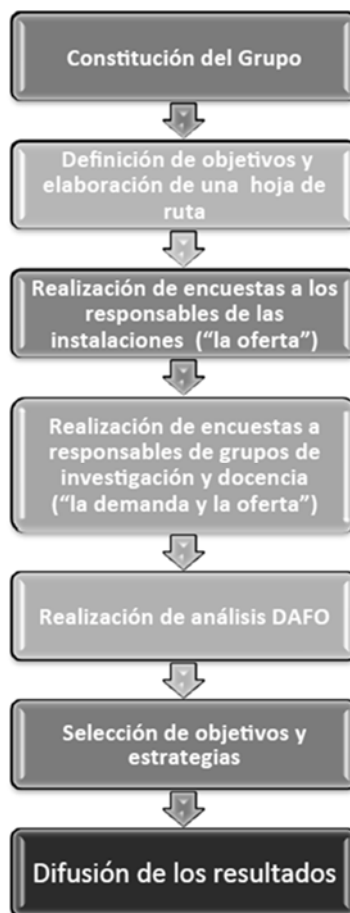 Constitución del Grupo
Definición de objetivos y
elaboración de una hoja de
ruta
Realización de encuestas a los
responsables de las
instalaciones (“la oferta”)
Realización de encuestas a
responsables de grupos de
investigación y docencia
(“la demanda y la oferta”)
Realización de análisis DAFO
Selección de objetivos y
estrategias
Difusión de los resultados